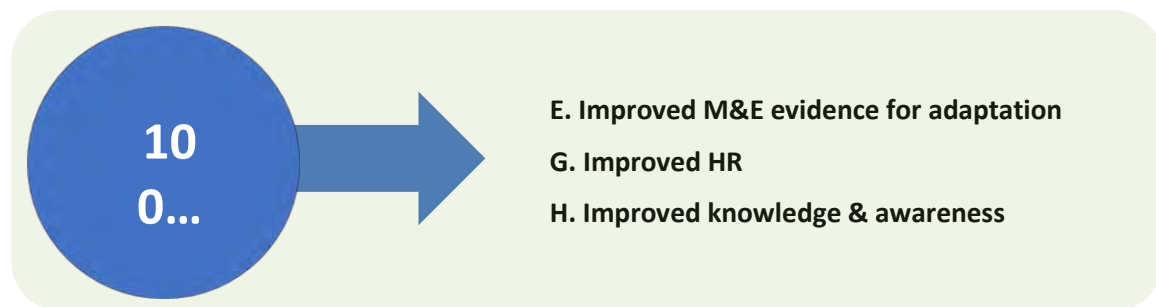 10
0...
E. Improved M&E evidence for adaptation
G. Improved HR
H. Improved knowledge & awareness